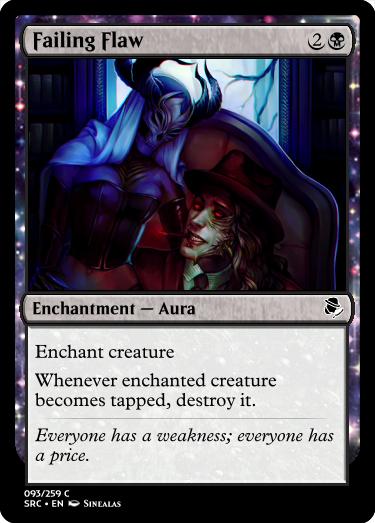 Failing Flaw 2
Enchantment — Aura
Enchant creature
Whenever enchanted creature
becomes tapped, destroy it.
Everyone has a weakness; everyone has
a price.
093/259 C
SRC • EN Sinealas